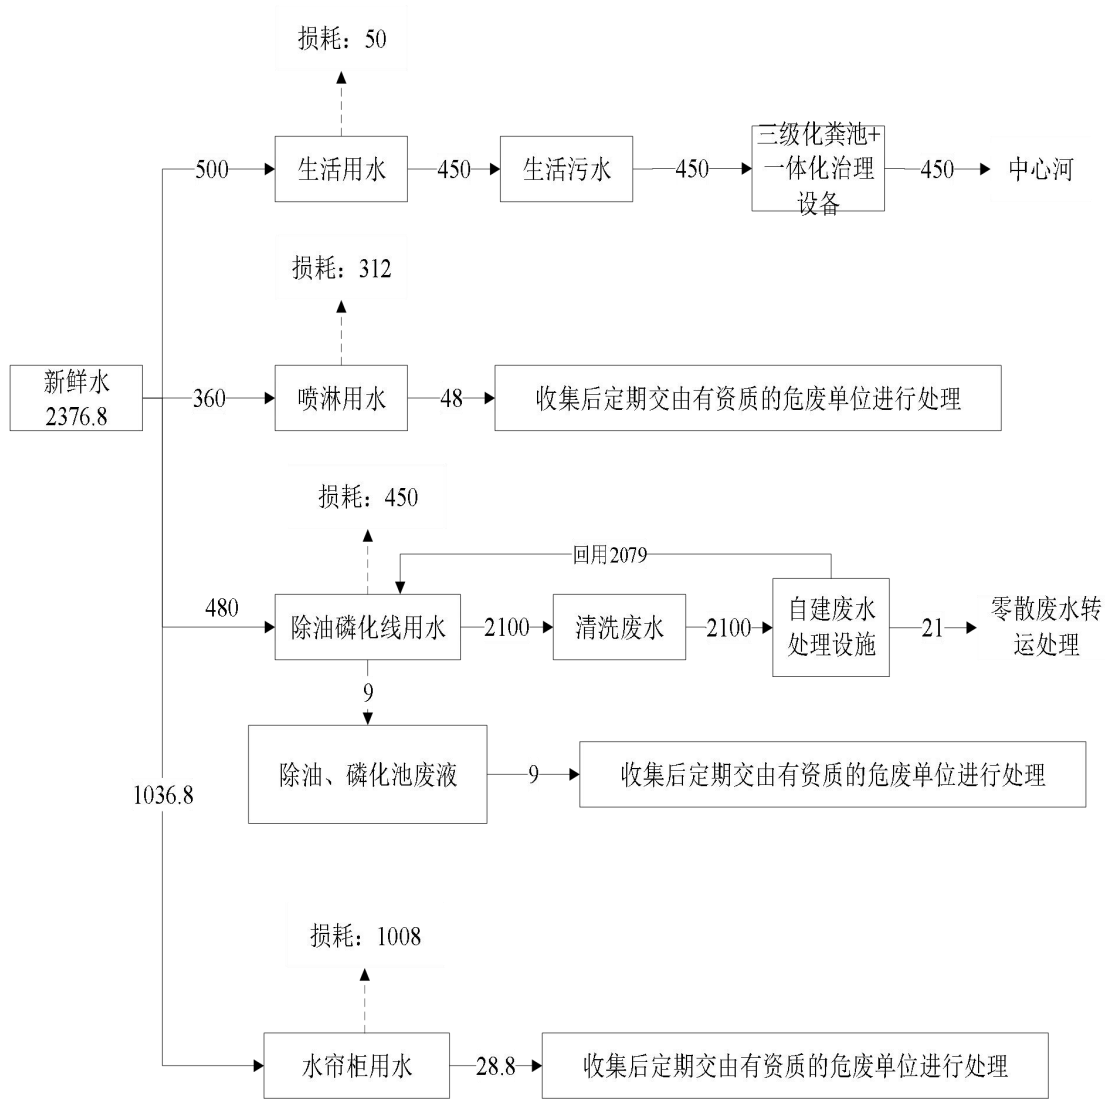 损耗：50
500
生活用水
450
生活污水
450
三级化粪池+
一体化治理
设备
450
中心河
损耗：312
新鲜水
2376.8
360
喷淋用水
48
收集后定期交由有资质的危废单位进行处理
损耗：450
回用2079
480
除油磷化线用水
2100
清洗废水
2100
自建废水
处理设施
21
零散废水转
运处理
9
除油、磷化池废液
9
收集后定期交由有资质的危废单位进行处理
1036.8
损耗：1008
水帘柜用水
28.8
收集后定期交由有资质的危废单位进行处理